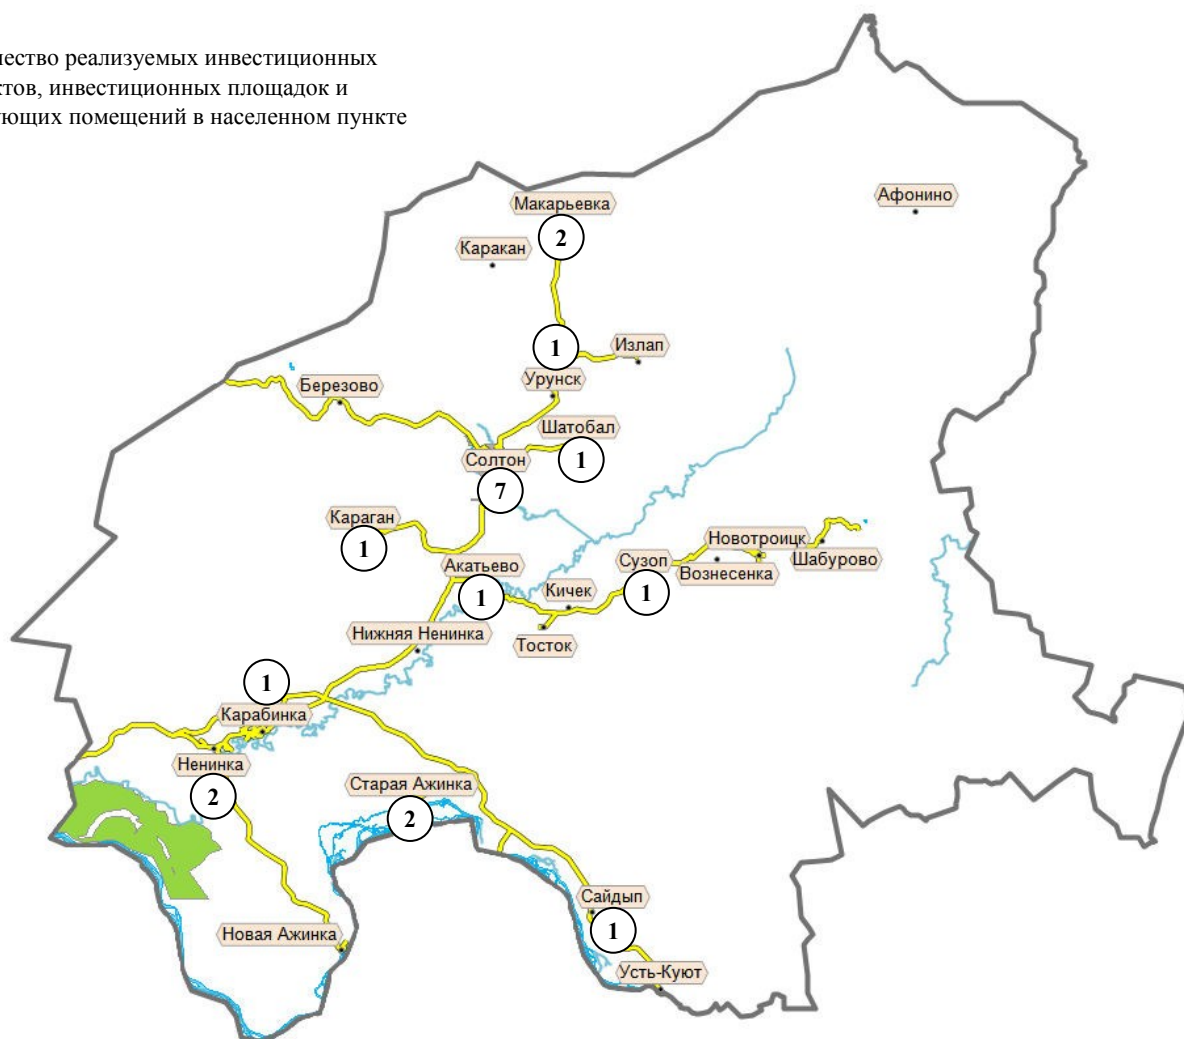 чество реализуемых инвестиционных
ктов, инвестиционных площадок и
ующих помещений в населенном пункте
Афонино
Макарьевка
2
Каракан
1
Излап
Урунск
Березово
Шатобал
1
Солтон
7
Караган
1
Акатьево
1
Кичек
Сузоп
1
Новотроицк
Вознесенка
Шабурово
Нижняя Ненинка
Тосток
1
Карабинка
Ненинка
2
Старая Ажинка
2
Сайдып
1
Новая Ажинка
Усть-Куют